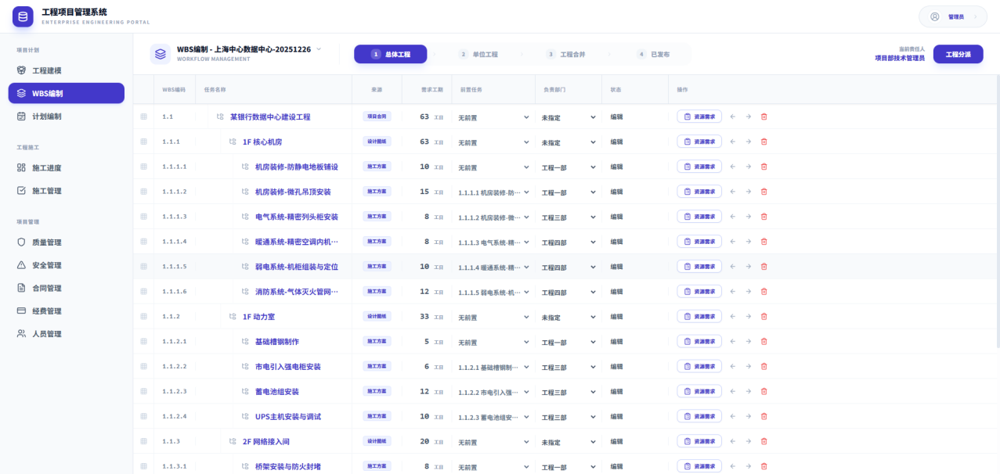 工程项目管理系统
ENTERPRISE ENGINEERING PORTAL
管理员
项目计划
工程建模
WBS编制
计划编制
工程施工
施工进度
施工管理
项目管理
质量管理
安全管理
合同管理
经费管理
人员管理
WBS编制 - 上海中心数据中心-20251226
WORKFLOW MANAGEMENT
1 总体工程
2 单位工程
3 工程合并
4 已发布
当前责任人
项目部技术管理员
工程分派
WBS编码 任务名称 来源 需求工期 前置任务 负责部门 状态 操作
1.1 某银行数据中心建设工程 项目合同 63 工日 无前置 未指定 编辑 资源需求
1.1.1 1F 核心机房 设计图纸 63 工日 无前置 未指定 编辑 资源需求
1.1.1.1 机房装修-防静电地板铺设 施工方案 10 工日 无前置 工程一部 编辑 资源需求
1.1.1.2 机房装修-微孔吊顶安装 施工方案 15 工日 1.1.1.1 机房装修-防… 工程一部 编辑 资源需求
1.1.1.3 电气系统-精密列头柜安装 施工方案 8 工日 1.1.1.2 机房装修-微… 工程三部 编辑 资源需求
1.1.1.4 暖通系统-精密空调内机… 施工方案 8 工日 1.1.1.3 电气系统-精… 工程四部 编辑 资源需求
1.1.1.5 弱电系统-机柜组装与定位 施工方案 10 工日 1.1.1.4 暖通系统-精… 工程四部 编辑 资源需求
1.1.1.6 消防系统-气体灭火管网… 施工方案 12 工日 1.1.1.5 弱电系统-机… 工程四部 编辑 资源需求
1.1.2 1F 动力室 设计图纸 33 工日 无前置 未指定 编辑 资源需求
1.1.2.1 基础槽钢制作 施工方案 5 工日 无前置 工程一部 编辑 资源需求
1.1.2.2 市电引入强电柜安装 施工方案 6 工日 1.1.2.1 基础槽钢制… 工程三部 编辑 资源需求
1.1.2.3 蓄电池组安装 施工方案 12 工日 1.1.2.2 市电引入强… 工程三部 编辑 资源需求
1.1.2.4 UPS主机安装与调试 施工方案 10 工日 1.1.2.3 蓄电池组安… 工程三部 编辑 资源需求
1.1.3 2F 网络接入间 设计图纸 20 工日 无前置 未指定 编辑 资源需求
1.1.3.1 桥架安装与防火封堵 施工方案 8 工日 无前置 工程一部 编辑 资源需求